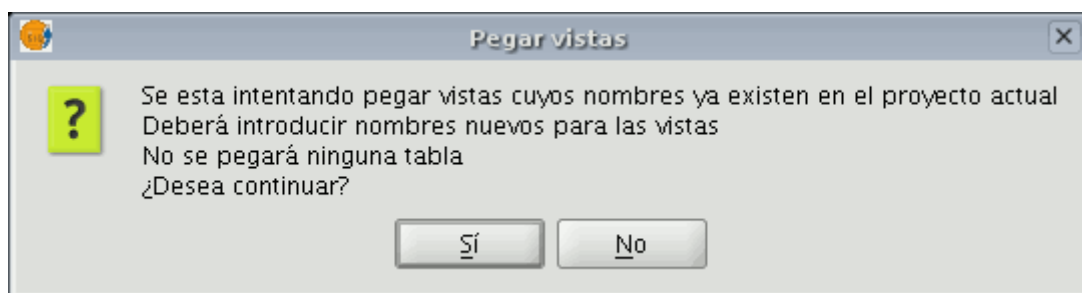 Pegar vistas
Se esta intentando pegar vistas cuyos nombres ya existen en el proyecto actual
Deberá introducir nombres nuevos para las vistas
No se pegará ninguna tabla
¿Desea continuar?
Sí No